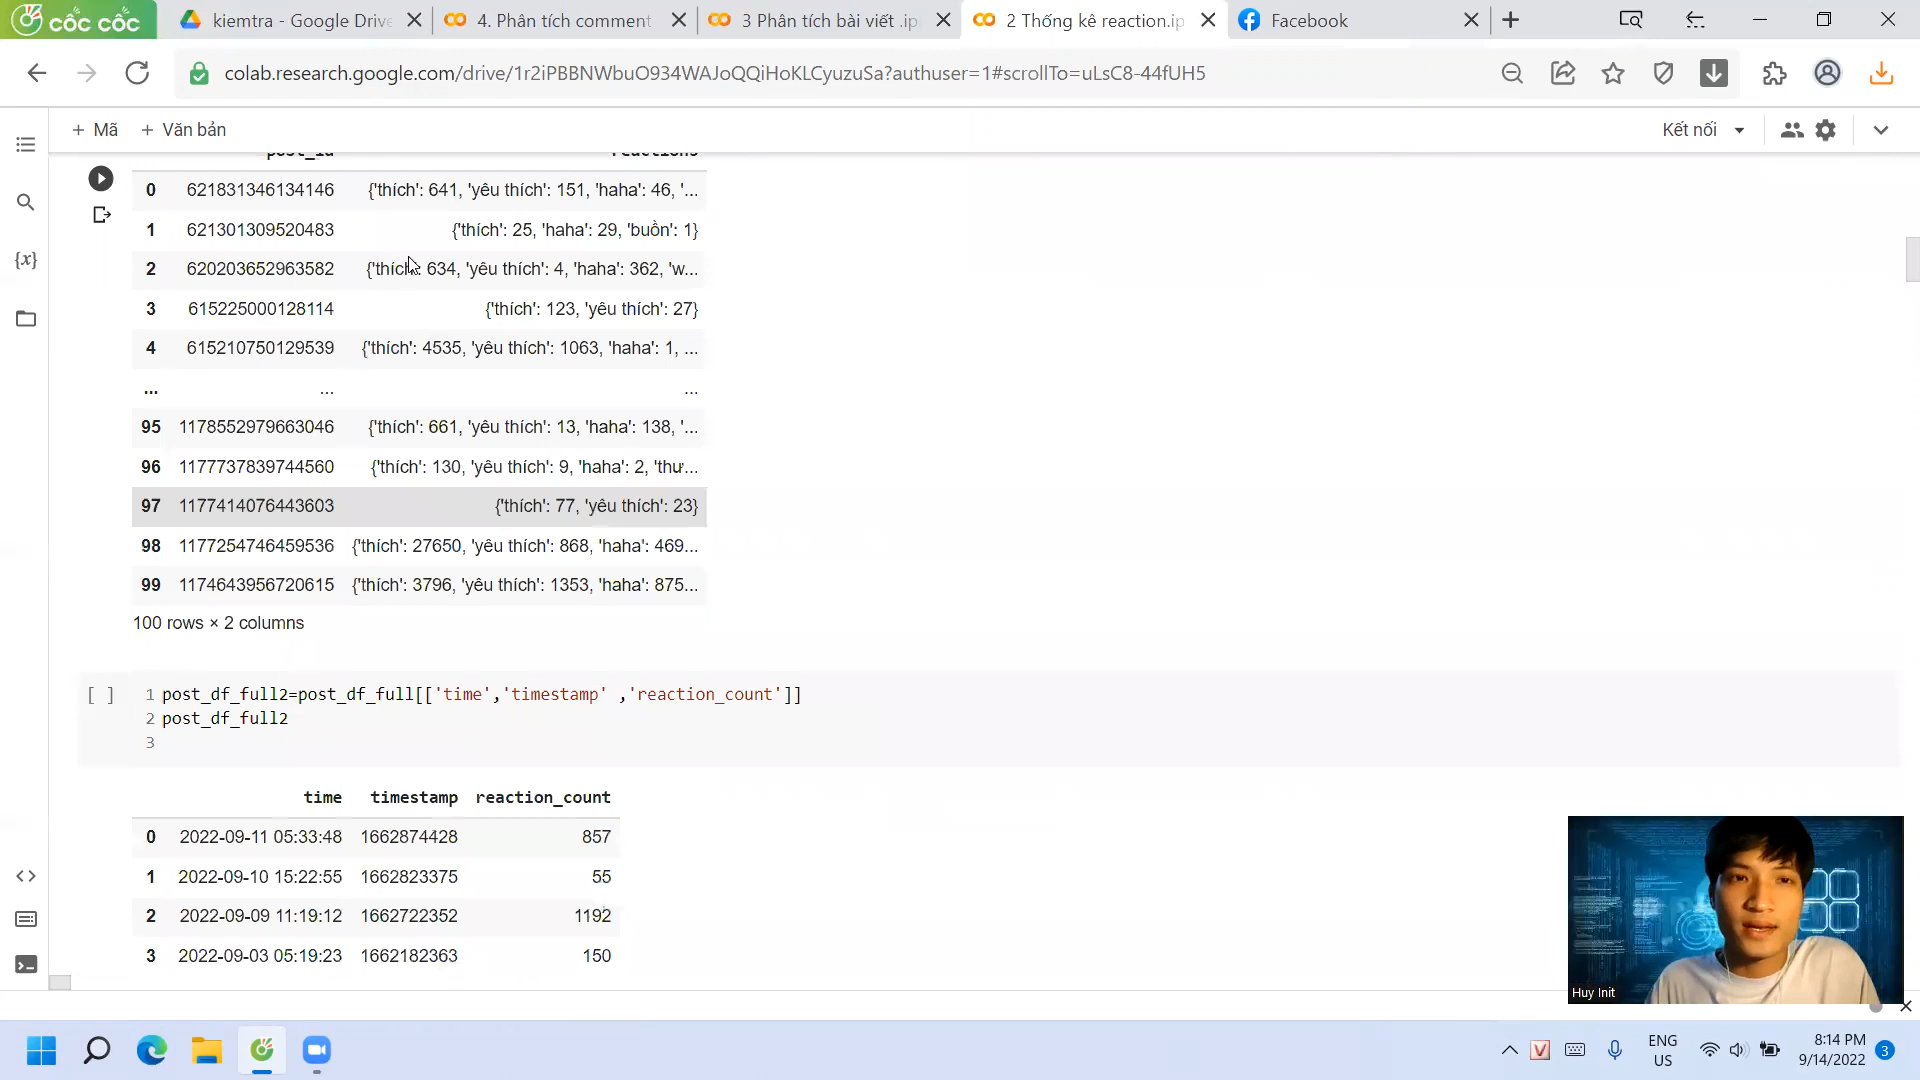 cốc cốc
kiemtra - Google Drive
4. Phân tích comment
3 Phân tích bài viết .ip
2 Thống kê reaction.ip
Facebook
colab.research.google.com/drive/1r2iPBBNWbuO934WAJoQQiHoKLCyuzuSa?authuser=1#scrollTo=uLsC8-44fUH5
+ Mã + Văn bản
Kết nối
post_id reactions
0 621831346134146 {'thích': 641, 'yêu thích': 151, 'haha': 46, '...
1 621301309520483 {'thích': 25, 'haha': 29, 'buồn': 1}
2 620203652963582 {'thích': 634, 'yêu thích': 4, 'haha': 362, 'w...
3 615225000128114 {'thích': 123, 'yêu thích': 27}
4 615210750129539 {'thích': 4535, 'yêu thích': 1063, 'haha': 1, ...
... ... ...
95 1178552979663046 {'thích': 661, 'yêu thích': 13, 'haha': 138, '...
96 1177737839744560 {'thích': 130, 'yêu thích': 9, 'haha': 2, 'thư...
97 1177414076443603 {'thích': 77, 'yêu thích': 23}
98 1177254746459536 {'thích': 27650, 'yêu thích': 868, 'haha': 469...
99 1174643956720615 {'thích': 3796, 'yêu thích': 1353, 'haha': 875...
100 rows × 2 columns
[ ] 1 post_df_full2=post_df_full[['time','timestamp' ,'reaction_count']]
2 post_df_full2
3
time timestamp reaction_count
0 2022-09-11 05:33:48 1662874428 857
1 2022-09-10 15:22:55 1662823375 55
2 2022-09-09 11:19:12 1662722352 1192
3 2022-09-03 05:19:23 1662182363 150
Huy Init
ENG
US
8:14 PM
9/14/2022
3